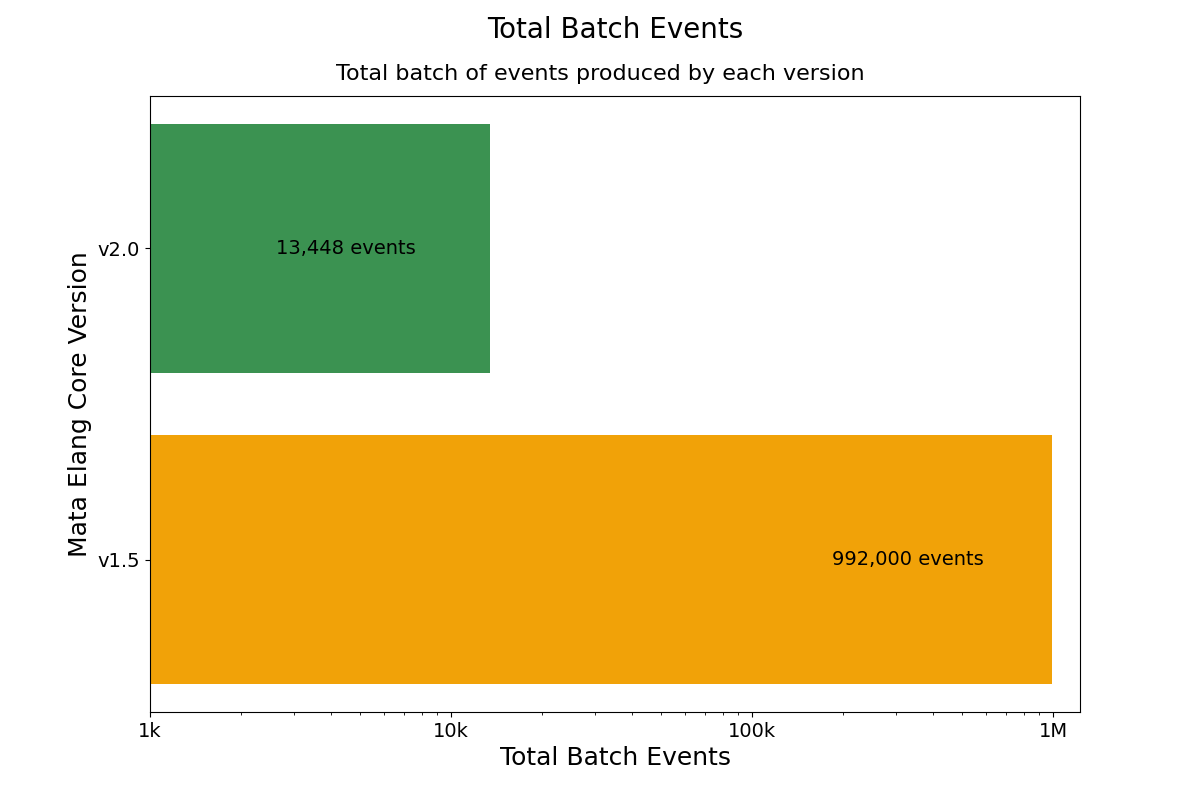 Total Batch Events
Total batch of events produced by each version
Mata Elang Core Version
v2.0
13,448 events
v1.5
992,000 events
1k
10k
100k
1M
Total Batch Events